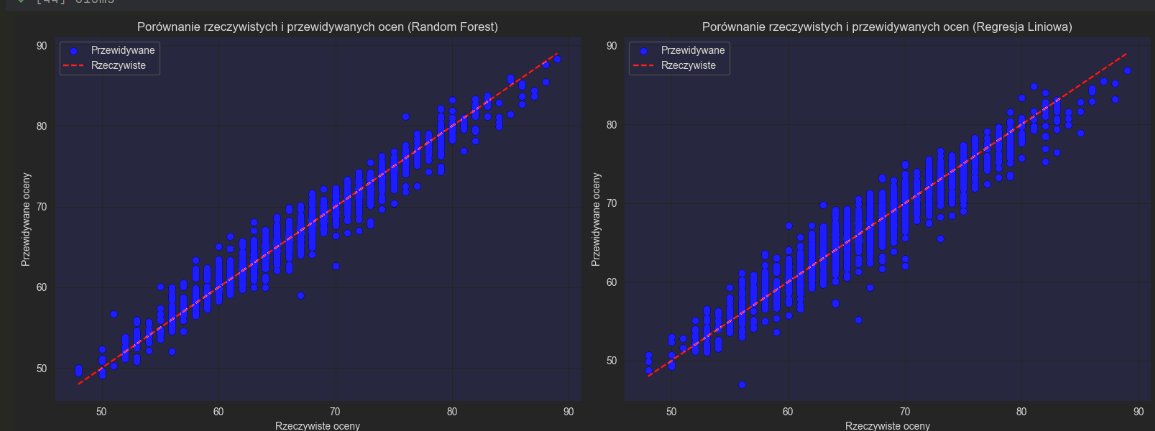 Porównanie rzeczywistych i przewidywanych ocen (Random Forest)
90
80
70
60
50
Przewidywane oceny
Przewidywane
Rzeczywiste
50 60 70 80 90
Rzeczywiste oceny
Porównanie rzeczywistych i przewidywanych ocen (Regresja Liniowa)
90
80
70
60
50
Przewidywane oceny
Przewidywane
Rzeczywiste
50 60 70 80 90
Rzeczywiste oceny